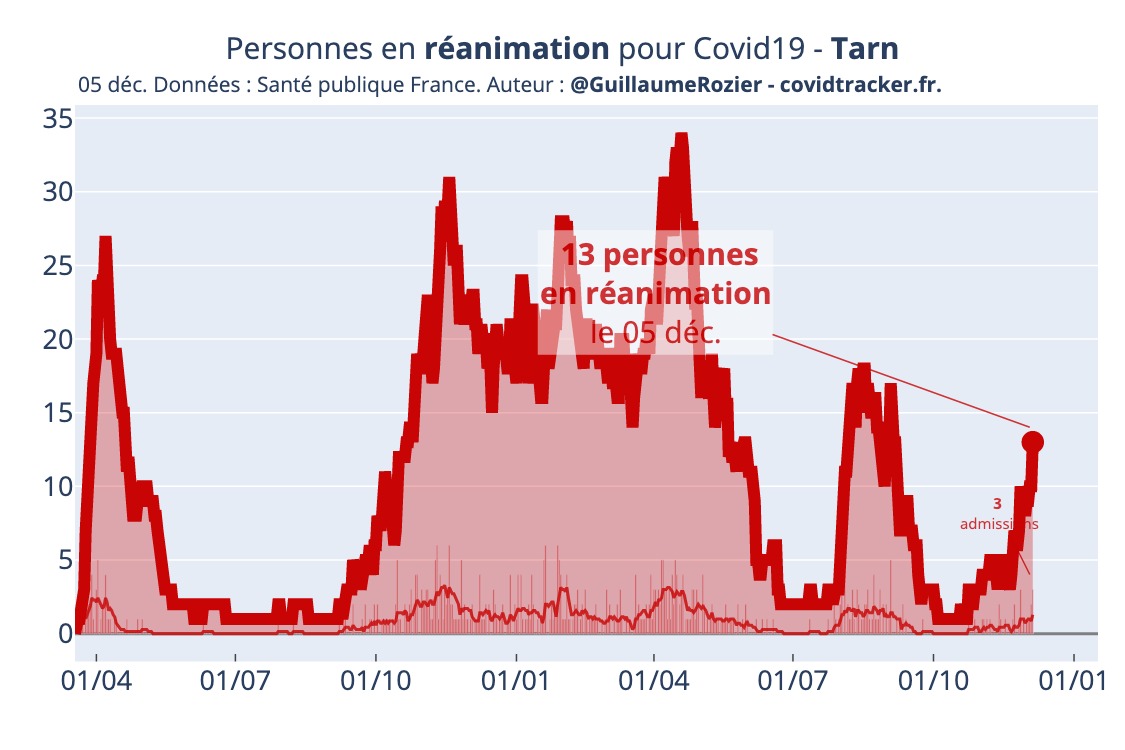 Personnes en réanimation pour Covid19 - Tarn
05 déc. Données : Santé publique France. Auteur : @GuillaumeRozier - covidtracker.fr.
35
30
25
20
15
10
5
0
13 personnes
en réanimation
le 05 déc.
3
admissions
01/04
01/07
01/10
01/01
01/04
01/07
01/10
01/01